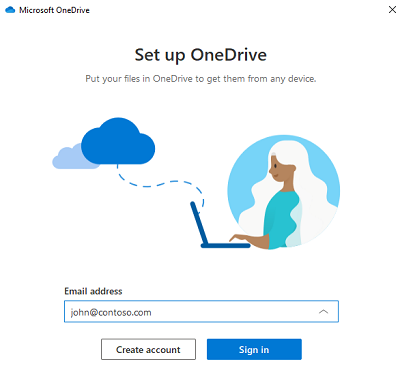 Microsoft OneDrive
Set up OneDrive
Put your files in OneDrive to get them from any device.
Email address
john@contoso.com
Create account
Sign in